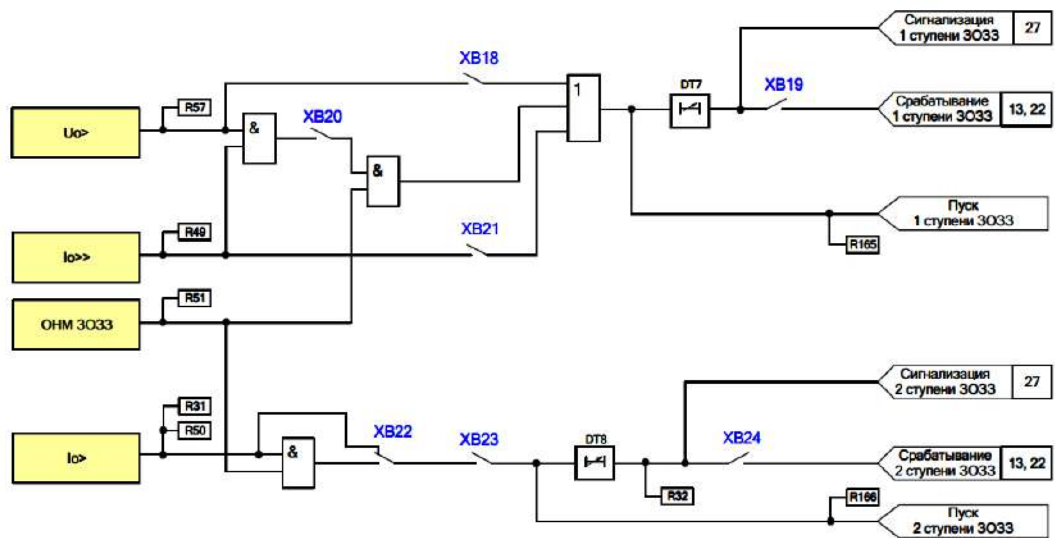 Сигнализация
1 ступени ЗОЗЗ
27
XB18
1
DT7
XB19
R57
Срабатывание
1 ступени ЗОЗЗ
13, 22
Uo>
&
XB20
&
Пуск
1 ступени ЗОЗЗ
R49
XB21
R165
Io>>
R51
ОНМ ЗОЗЗ
Сигнализация
2 ступени ЗОЗЗ
27
R31
R50
XB22
XB23
DT8
XB24
Io>
&
Срабатывание
2 ступени ЗОЗЗ
13, 22
R32
R166
Пуск
2 ступени ЗОЗЗ